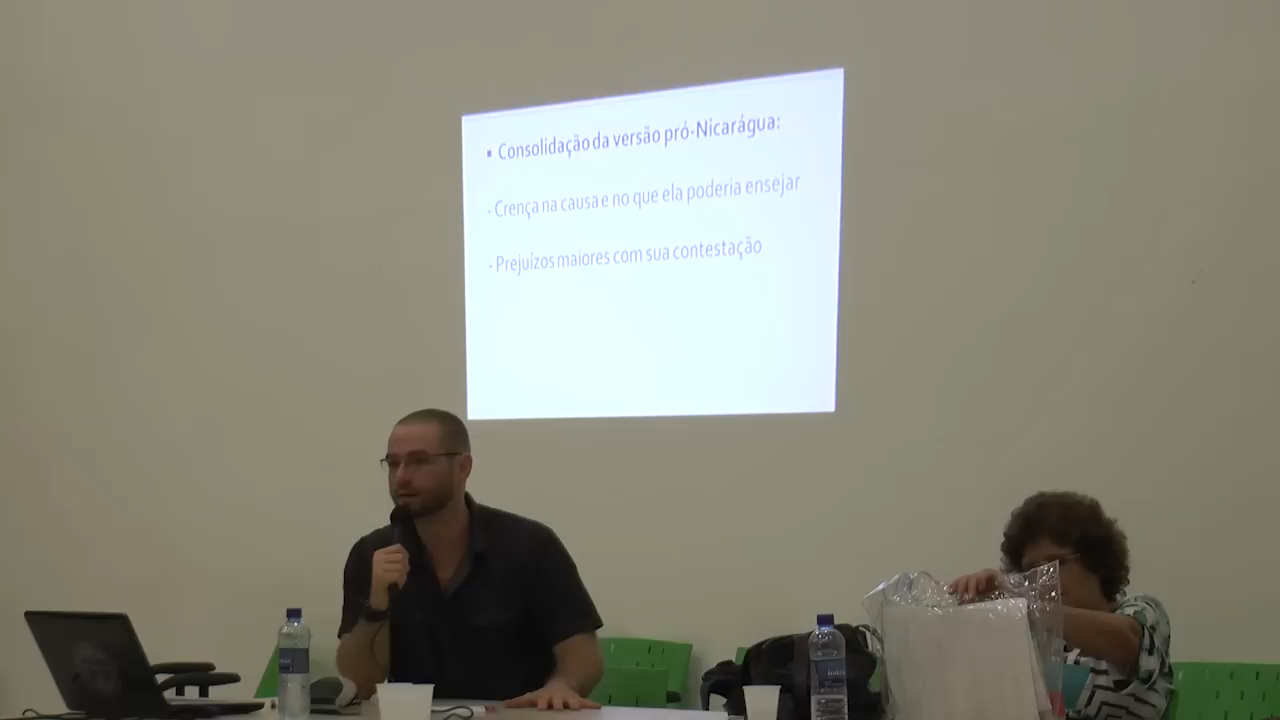 ▪ Consolidação da versão pró-Nicarágua:
- Crença na causa e no que ela poderia ensejar
- Prejuízos maiores com sua contestação